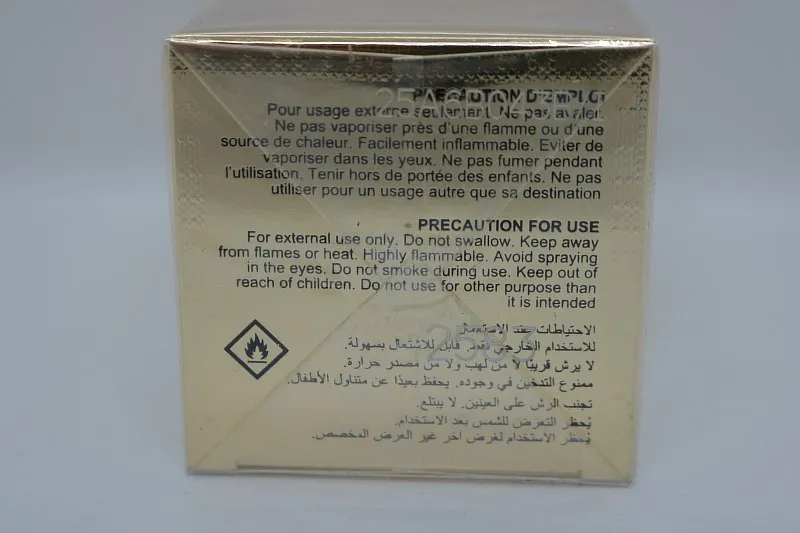 PRECAUTION D'EMPLOI
Pour usage externe seulement. Ne pas avaler.
Ne pas vaporiser près d'une flamme ou d'une
source de chaleur. Facilement inflammable. Eviter de
vaporiser dans les yeux. Ne pas fumer pendant
l'utilisation. Tenir hors de portée des enfants. Ne pas
utiliser pour un usage autre que sa destination
PRECAUTION FOR USE
For external use only. Do not swallow. Keep away
from flames or heat. Highly flammable. Avoid spraying
in the eyes. Do not smoke during use. Keep out of
reach of children. Do not use for other purpose than
it is intended
الاحتياطات عند الاستعمال
للاستخدام الخارجي فقط. قابل للاشتعال بسهولة.
لا يرش قريبًا لا من لهب ولا من مصدر حرارة.
ممنوع التدخين في وجوده. يحفظ بعيدًا عن متناول الأطفال.
تجنب الرش على العينين. لا يبتلع.
يُحظر التعرض للشمس بعد الاستخدام.
يُحظر الاستخدام لغرض آخر غير الغرض المخصص.